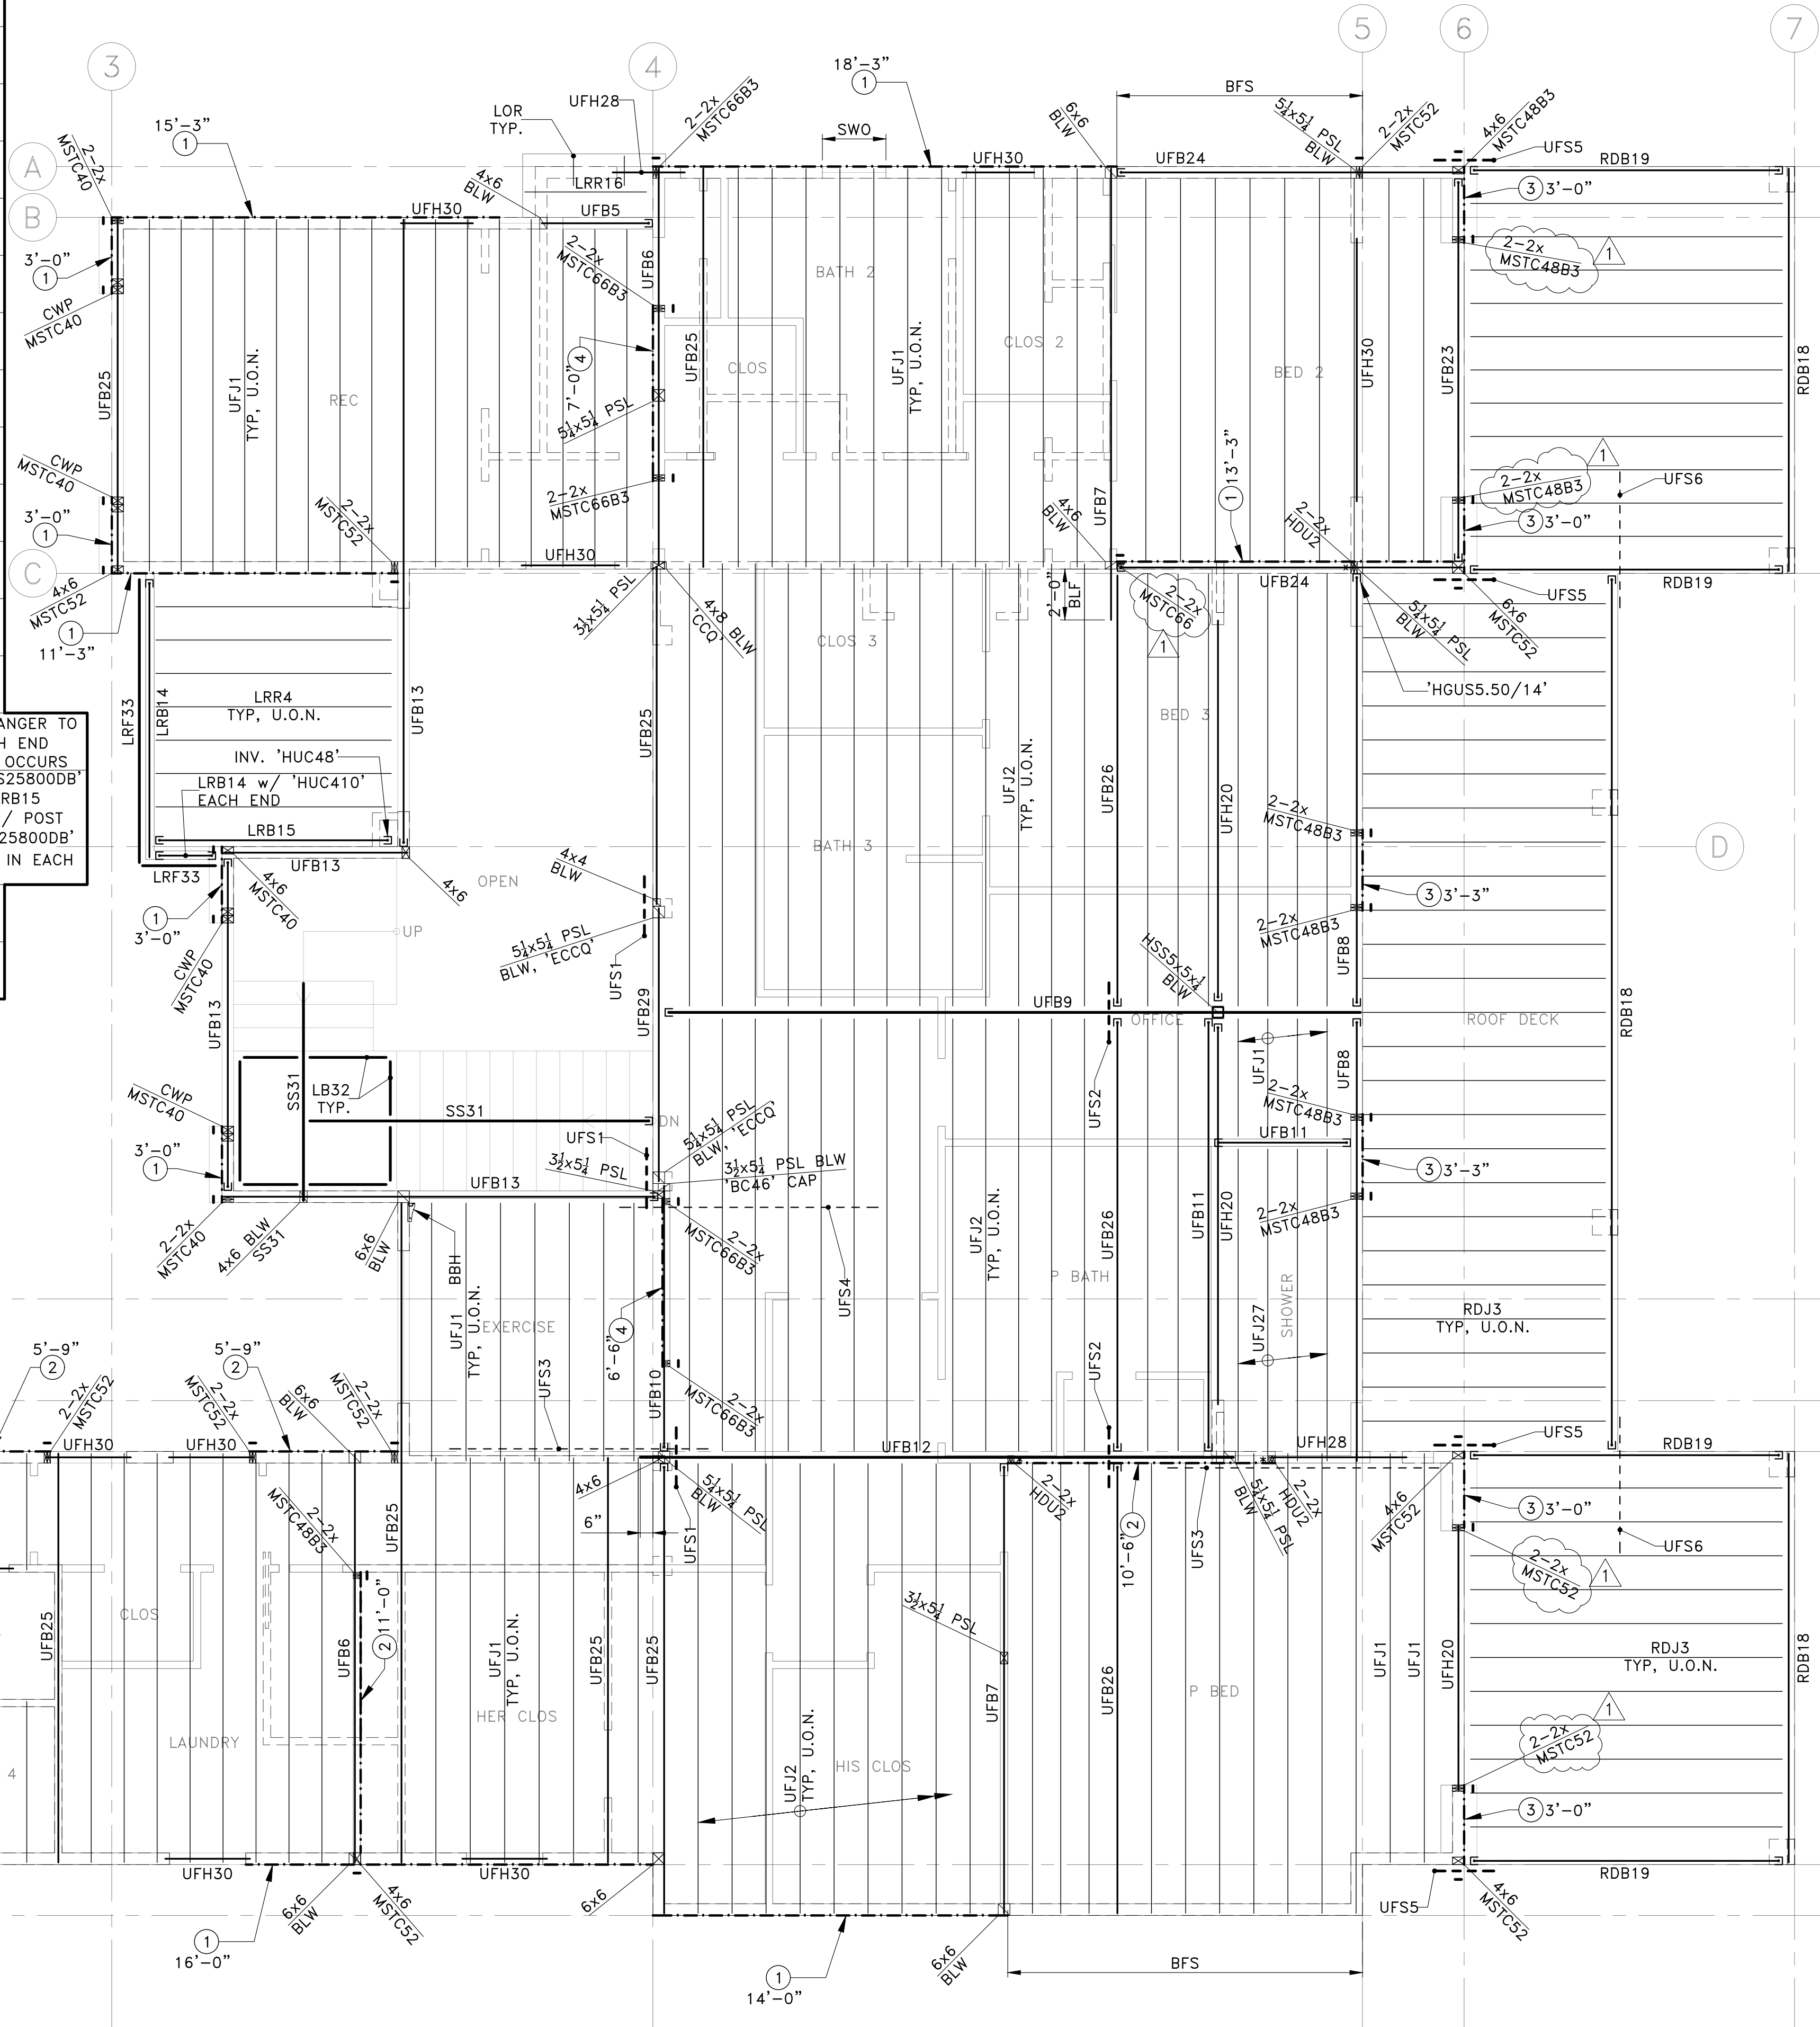 5
6
7
3
4
18'-3"
1
BFS
LOR
TYP.
UFH28
2-2x
MSTC66B3
15'-3"
1
SWO
6x6
BLW
5¼x5¼ PSL
BLW
2-2x
MSTC52
4x6
MSTC48B3
UFS5
A
2-2x
MSTC40
4x6
BLW
LRR16
UFH30
UFB24
RDB19
3
3'-0"
B
UFH30
UFB5
2-2x
MSTC48B3
1
3'-0"
1
CWP
MSTC40
2-2x
MSTC66B3
UFB6
BATH 2
UFB25
UFJ1
TYP, U.O.N.
REC
4
7'-0"
5¼x5¼ PSL
UFB25
CLOS
UFJ1
TYP, U.O.N.
CLOS 2
BED 2
UFH30
UFB23
RDB18
CWP
MSTC40
3'-0"
1
2-2x
MSTC52
2-2x
MSTC66B3
4x6
BLW
UFB7
1
13'-3"
2-2x
HDU2
2-2x
MSTC48B3
1
UFS6
3
3'-0"
C
4x6
MSTC52
UFH30
UFB24
RDB19
1
11'-3"
3½x5¼ PSL
4x8 BLW
'CCQ'
2'-0"
BLF
2-2x
MSTC66
1
5¼x5¼ PSL
BLW
6x6
MSTC52
UFS5
CLOS 3
LRF33
LRB14
LRR4
TYP, U.O.N.
UFB13
UFB25
BED 3
'HGUS5.50/14'
ANGER TO
H END
OCCURS
S25800DB'
RB15
/ POST
25800DB'
IN EACH
INV. 'HUC48'
LRB14 w/ 'HUC410'
EACH END
UFJ2
TYP, U.O.N.
UFB26
UFH20
LRB15
2-2x
MSTC48B3
LRF33
UFB13
BATH 3
D
1
3'-0"
4x6
MSTC40
4x6
OPEN
4x4
BLW
3
3'-3"
UP
CWP
MSTC40
5¼x5¼ PSL
BLW, 'ECCQ'
UFS1
HSS5x5x¼
BLW
2-2x
MSTC48B3
UFB8
UFB13
UFB29
UFB9
OFFICE
ROOF DECK
RDB18
SS31
LB32
TYP.
UFS2
UFJ1
UFB8
CWP
MSTC40
SS31
DN
2-2x
MSTC48B3
UFS1
5¼x5¼ PSL
BLW, 'ECCQ'
UFB11
3'-0"
1
3½x5¼ PSL
3½x5¼ PSL BLW
'BC46' CAP
3
3'-3"
UFB13
2-2x
MSTC40
4x6 BLW
SS31
6x6
BLW
BBH
2-2x
MSTC66B3
UFS4
UFJ2
TYP, U.O.N.
UFB26
UFB11
UFH20
2-2x
MSTC48B3
P BATH
SHOWER
UFJ1
TYP, U.O.N.
EXERCISE
4
6'-6"
UFJ27
RDJ3
TYP, U.O.N.
5'-9"
2
5'-9"
2
2-2x
MSTC52
2-2x
MSTC52
6x6
BLW
2-2x
MSTC52
UFS3
UFB10
2-2x
MSTC66B3
UFS2
UFS5
UFH30
UFH30
UFB12
UFH28
RDB19
2-2x
MSTC48B3
UFB25
4x6
6"
5¼x5¼ PSL
BLW
UFS1
2-2x
HDU2
10'-6"
2
UFS3
5¼x5¼ PSL
BLW
2-2x
HDU2
4x6
MSTC52
3
3'-0"
UFS6
2-2x
MSTC52
1
CLOS
UFB25
UFB6
2
11'-0"
UFJ1
TYP, U.O.N.
UFB25
UFB25
3½x5¼ PSL
UFB7
UFB26
P BED
UFJ1
UFJ1
UFH20
RDJ3
TYP, U.O.N.
RDB18
1
2-2x
MSTC52
LAUNDRY
HER CLOS
4
UFJ2
TYP, U.O.N.
HIS CLOS
3
3'-0"
UFH30
UFH30
RDB19
1
16'-0"
6x6
BLW
4x6
MSTC52
6x6
UFS5
4x6
MSTC52
1
14'-0"
6x6
BLW
BFS